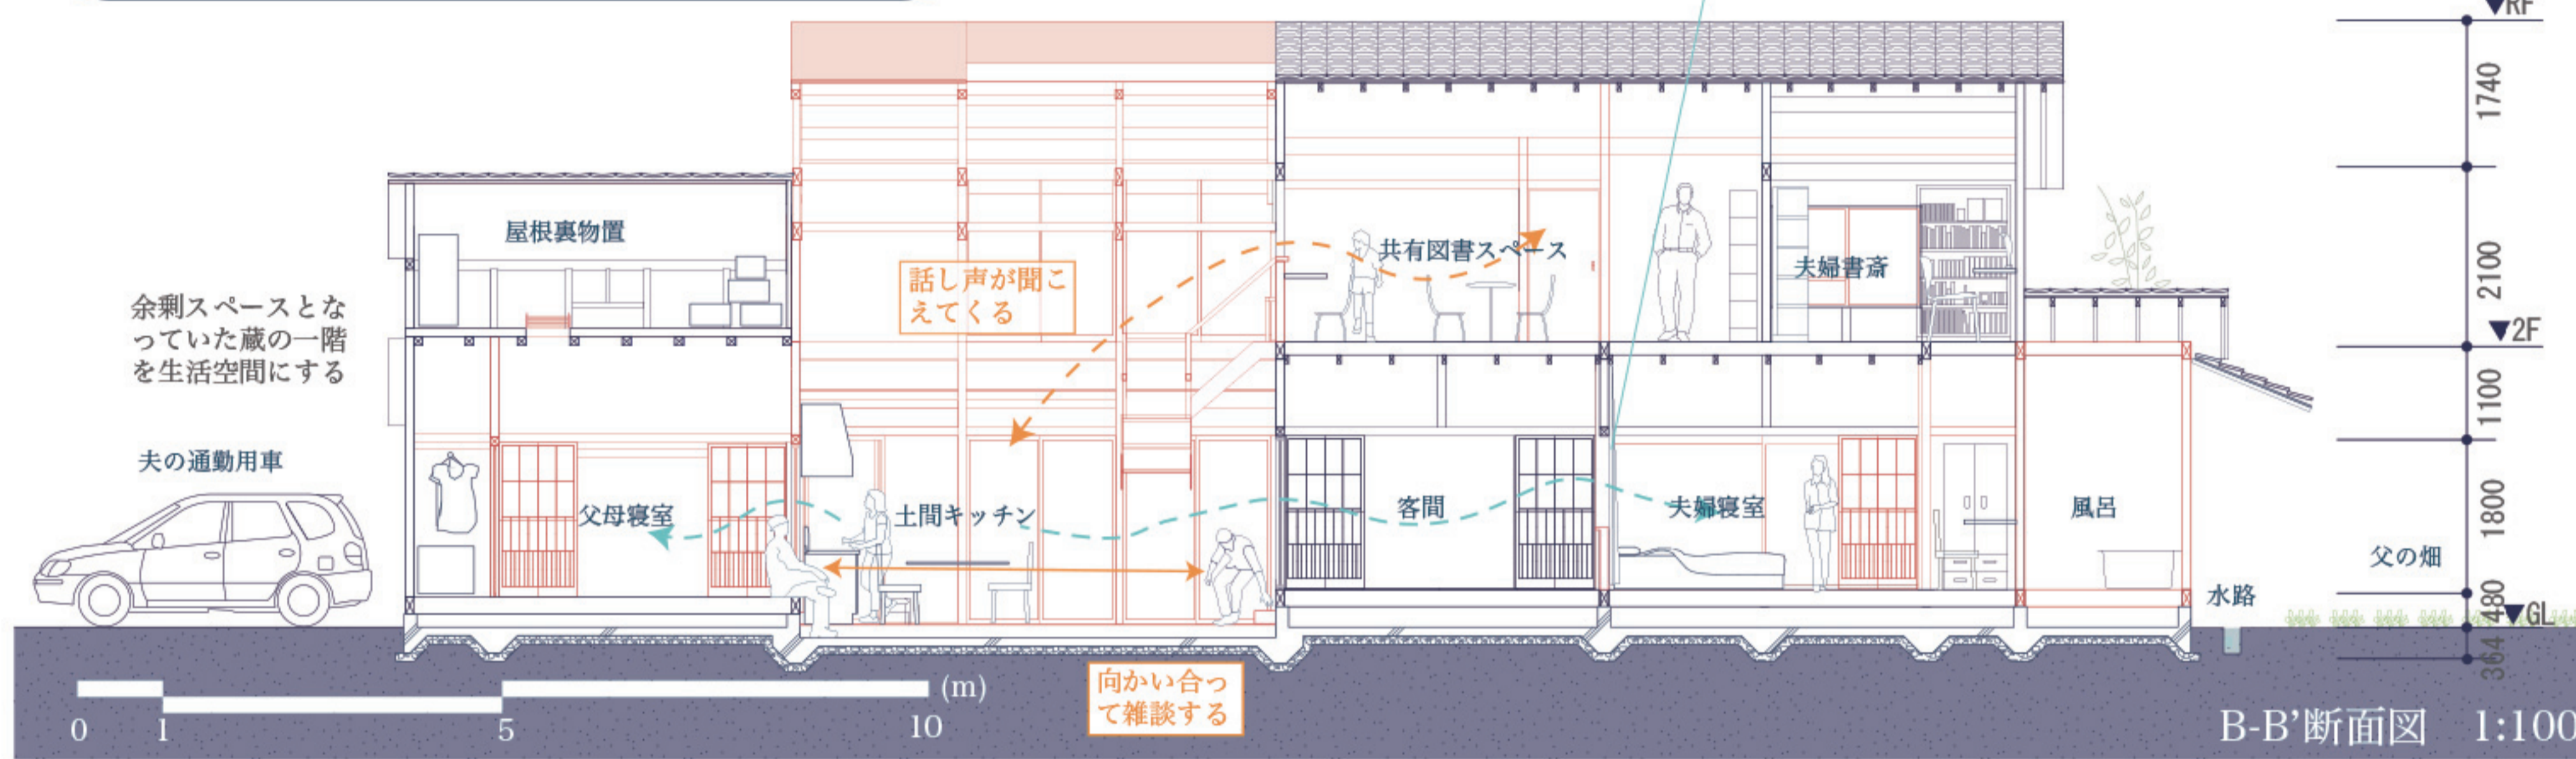 ▼RF
1740
屋根裏物置
共有図書スペース
夫婦書斎
2100
話し声が聞こ
えてくる
余剰スペースとな
っていた蔵の一階
を生活空間にする
▼2F
1100
夫の通勤用車
父母寝室
土間キッチン
客間
夫婦寝室
風呂
1800
父の畑
水路
480
▼GL
364
向かい合っ
て雑談する
(m)
0 1 5 10
B-B’断面図 1:100